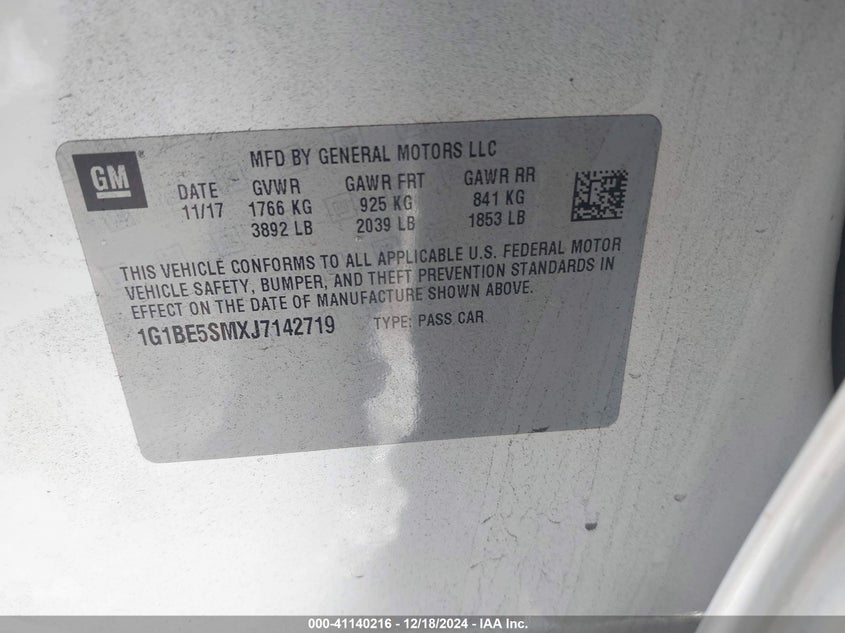 GM
MFD BY GENERAL MOTORS LLC
DATE GVWR GAWR FRT GAWR RR
11/17 1766 KG 925 KG 841 KG
3892 LB 2039 LB 1853 LB
THIS VEHICLE CONFORMS TO ALL APPLICABLE U.S. FEDERAL MOTOR
VEHICLE SAFETY, BUMPER, AND THEFT PREVENTION STANDARDS IN
EFFECT ON THE DATE OF MANUFACTURE SHOWN ABOVE.
1G1BE5SMXJ7142719 TYPE: PASS CAR
000-41140216 - 12/18/2024 - IAA Inc.